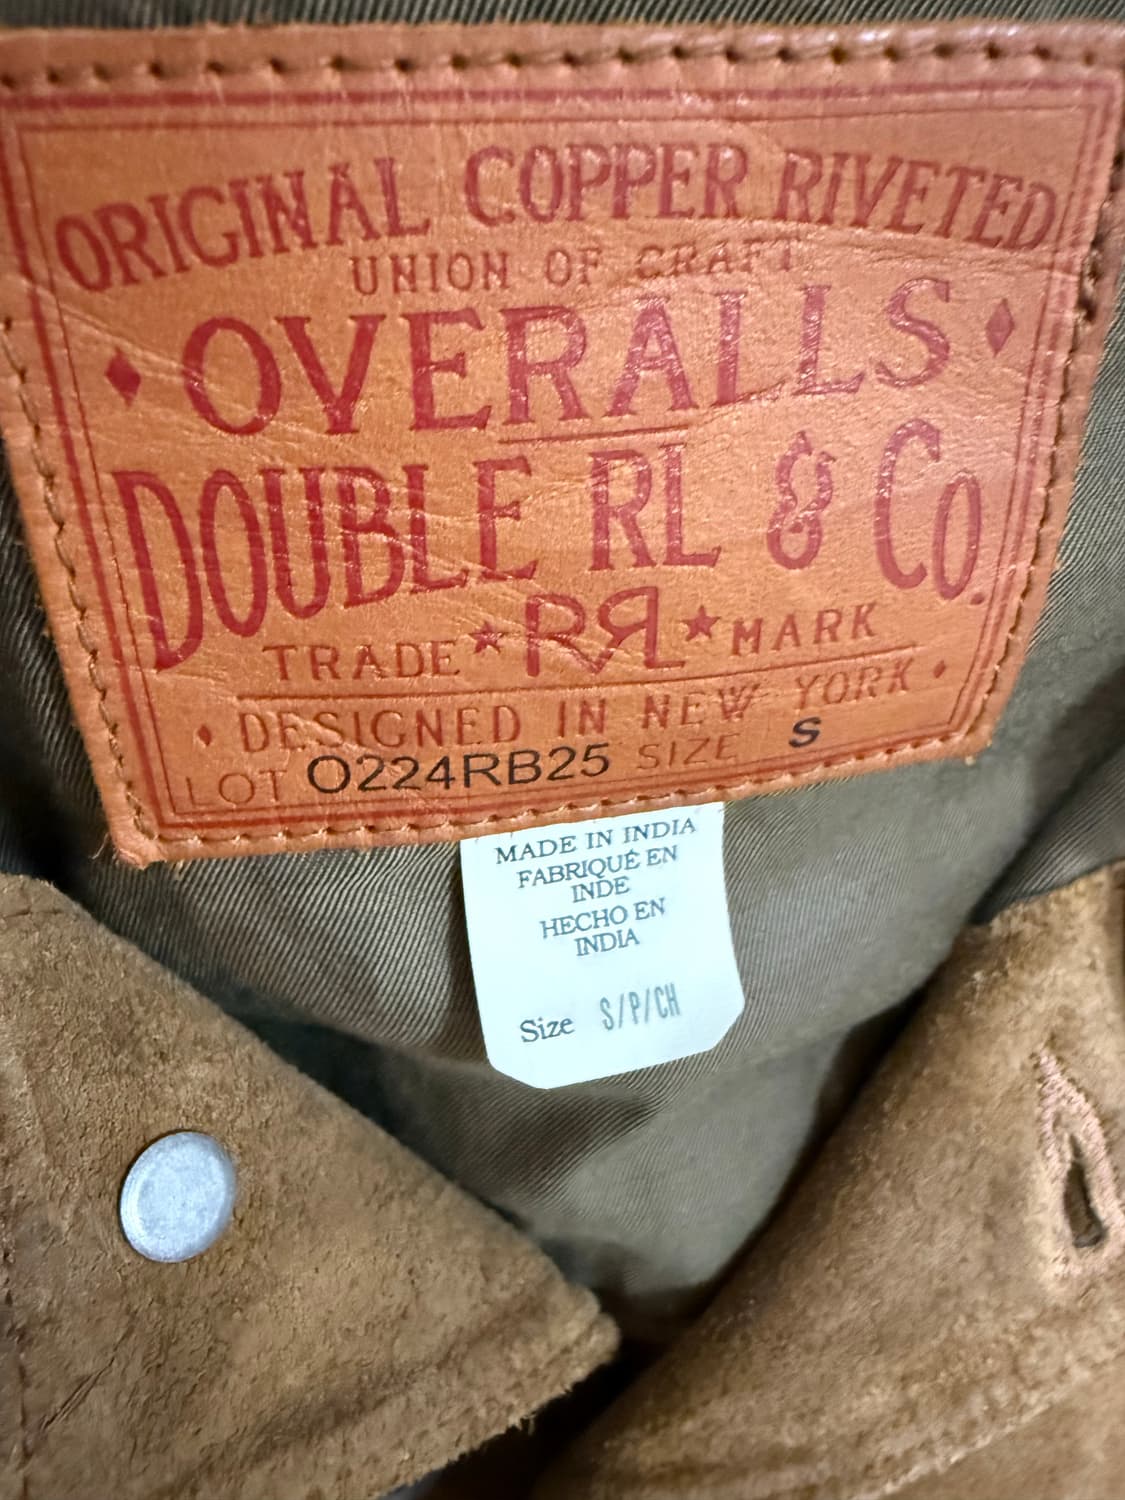 ORIGINAL COPPER RIVETED
UNION OF CRAFT
OVERALLS
DOUBLE RL & Co.
TRADE ★ RRL ★ MARK
DESIGNED IN NEW YORK
LOT O224RB25 SIZE S
MADE IN INDIA
FABRIQUÉ EN
INDE
HECHO EN
INDIA
Size S/P/CH